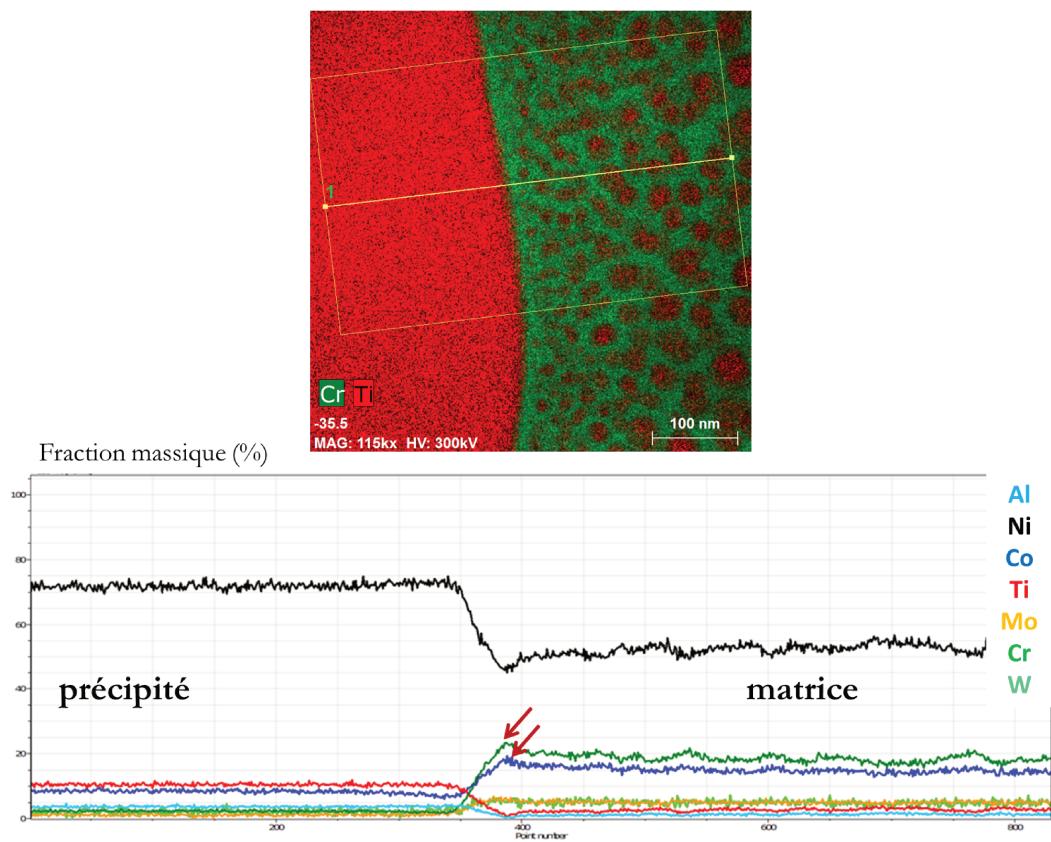 1
Cr Ti
-35.5
MAG: 115kx HV: 300kV
100 nm
Fraction massique (%)
100
80
60
40
20
0
précipité
matrice
200
400
600
800
Point number
Al
Ni
Co
Ti
Mo
Cr
W